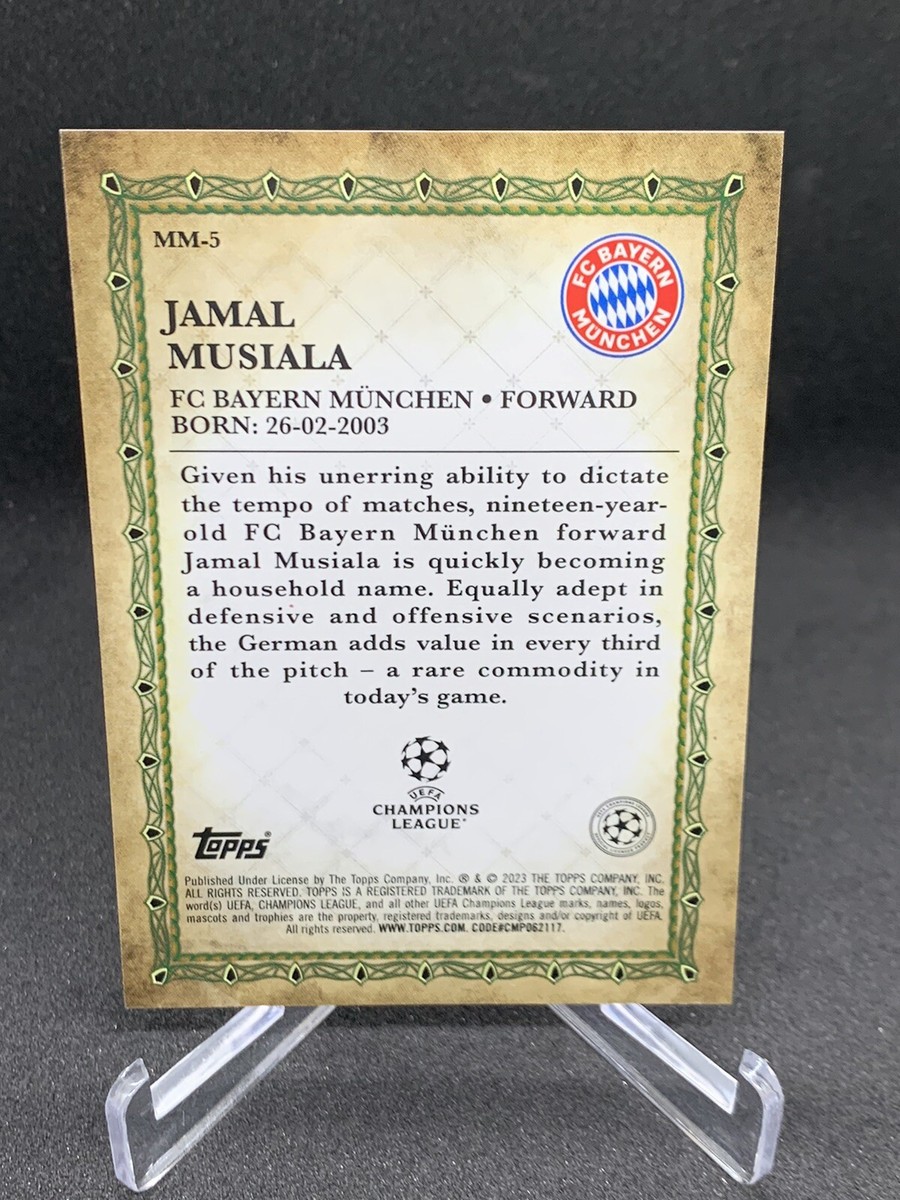 MM-5
FC BAYERN
MÜNCHEN
JAMAL
MUSIALA
FC BAYERN MÜNCHEN • FORWARD
BORN: 26-02-2003
Given his unerring ability to dictate
the tempo of matches, nineteen-year-
old FC Bayern München forward
Jamal Musiala is quickly becoming
a household name. Equally adept in
defensive and offensive scenarios,
the German adds value in every third
of the pitch – a rare commodity in
today's game.
UEFA
CHAMPIONS
LEAGUE®
Topps®
Published Under License by The Topps Company, Inc. ® & © 2023 THE TOPPS COMPANY, INC.
ALL RIGHTS RESERVED. TOPPS IS A REGISTERED TRADEMARK OF THE TOPPS COMPANY, INC. The
word(s) UEFA, CHAMPIONS LEAGUE, and all other UEFA Champions League marks, names, logos,
mascots and trophies are the property, registered trademarks, designs and/or copyright of UEFA.
All rights reserved. WWW.TOPPS.COM. CODE#CMP062117.